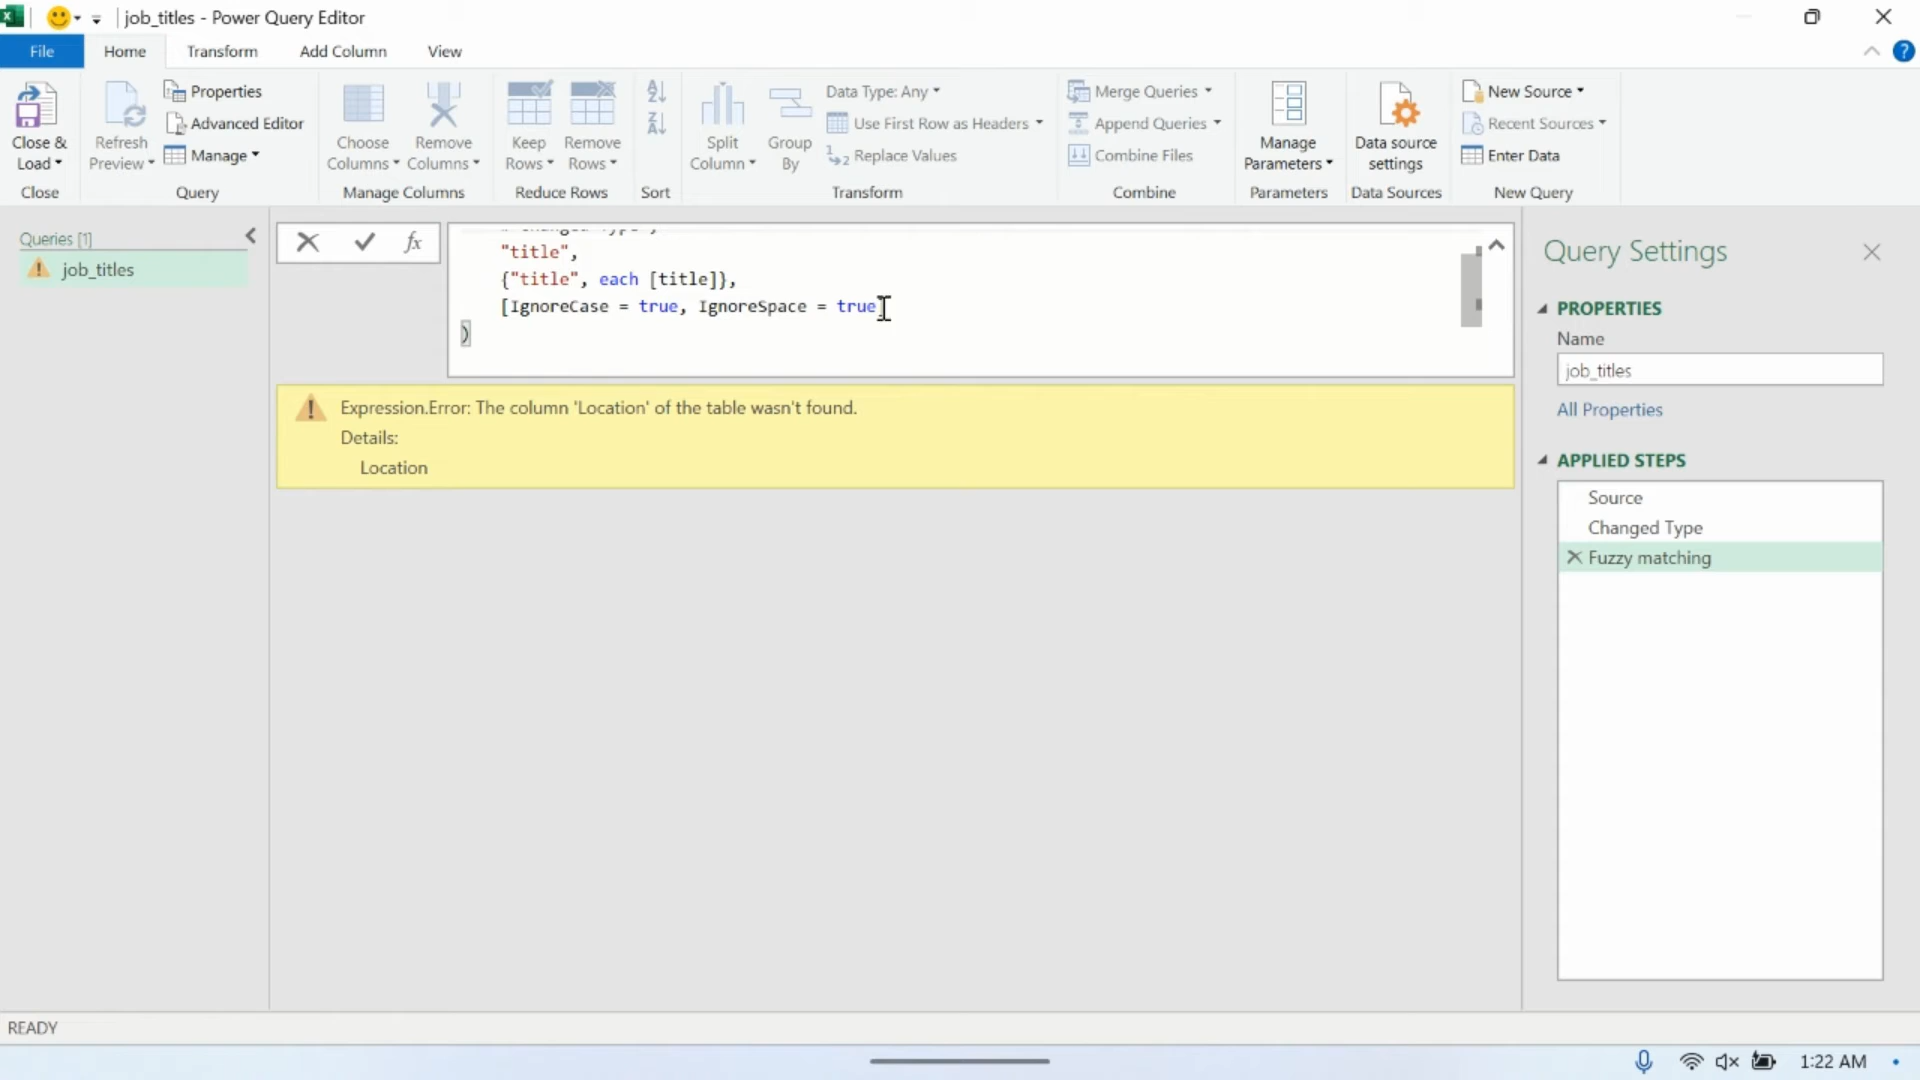 job_titles - Power Query Editor
File
Home
Transform
Add Column
View
?
Close &
Load
Close
Refresh
Preview
Properties
Advanced Editor
Manage
Query
Choose
Columns
Remove
Columns
Manage Columns
Keep
Rows
Remove
Rows
Reduce Rows
Sort
Split
Column
Group
By
Data Type: Any
Use First Row as Headers
Replace Values
Transform
Merge Queries
Append Queries
Combine Files
Combine
Manage
Parameters
Parameters
Data source
settings
Data Sources
New Source
Recent Sources
Enter Data
New Query
Queries [1]
job_titles
fx
"title",
{"title", each [title]},
[IgnoreCase = true, IgnoreSpace = true]
)
Expression.Error: The column 'Location' of the table wasn't found.
Details:
Location
Query Settings
PROPERTIES
Name
job_titles
All Properties
APPLIED STEPS
Source
Changed Type
Fuzzy matching
READY
1:22 AM